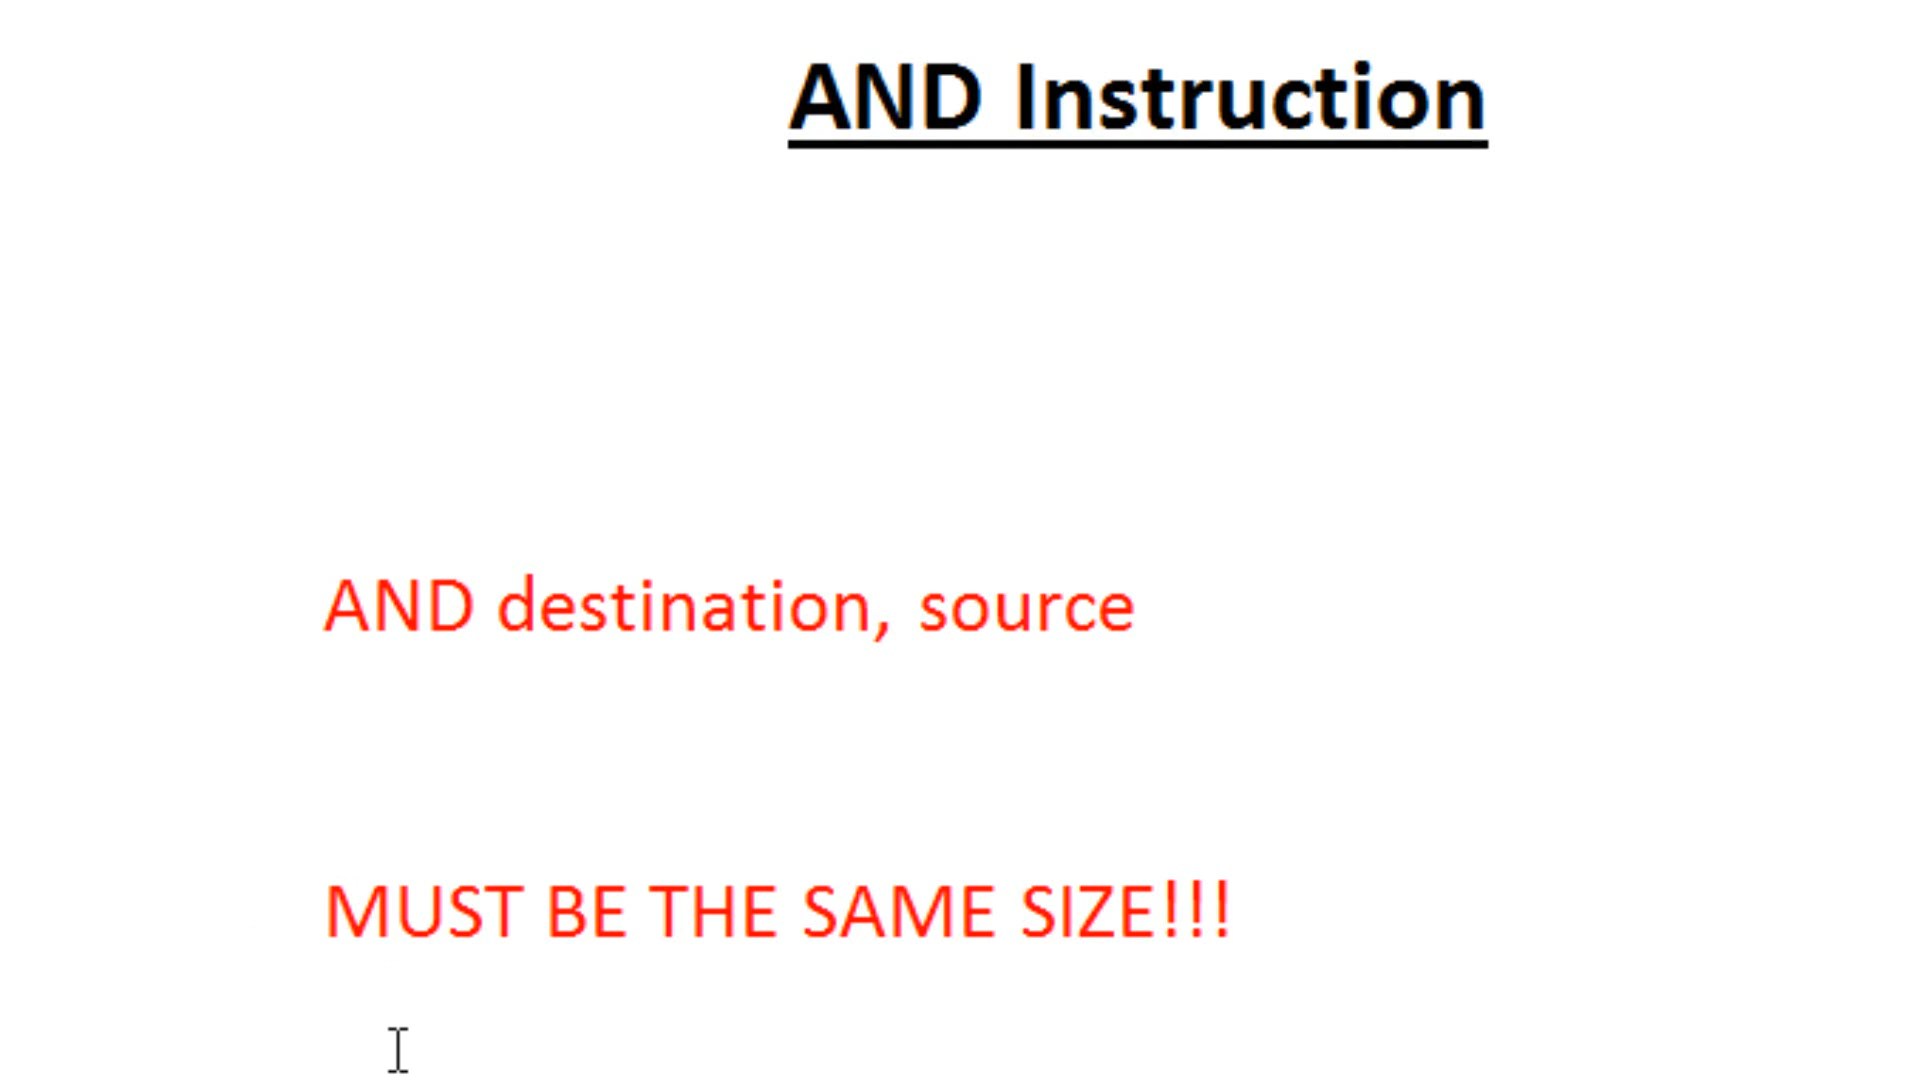 AND Instruction
AND destination, source
MUST BE THE SAME SIZE!!!